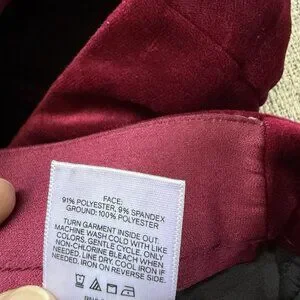 FACE:
91% POLYESTER, 9% SPANDEX
GROUND: 100% POLYESTER
TURN GARMENT INSIDE OUT.
MACHINE WASH COLD WITH LIKE
COLORS. GENTLE CYCLE. ONLY
NON-CHLORINE BLEACH WHEN
NEEDED. LINE DRY. COOL IRON IF
NEEDED, IRON ON REVERSE SIDE.